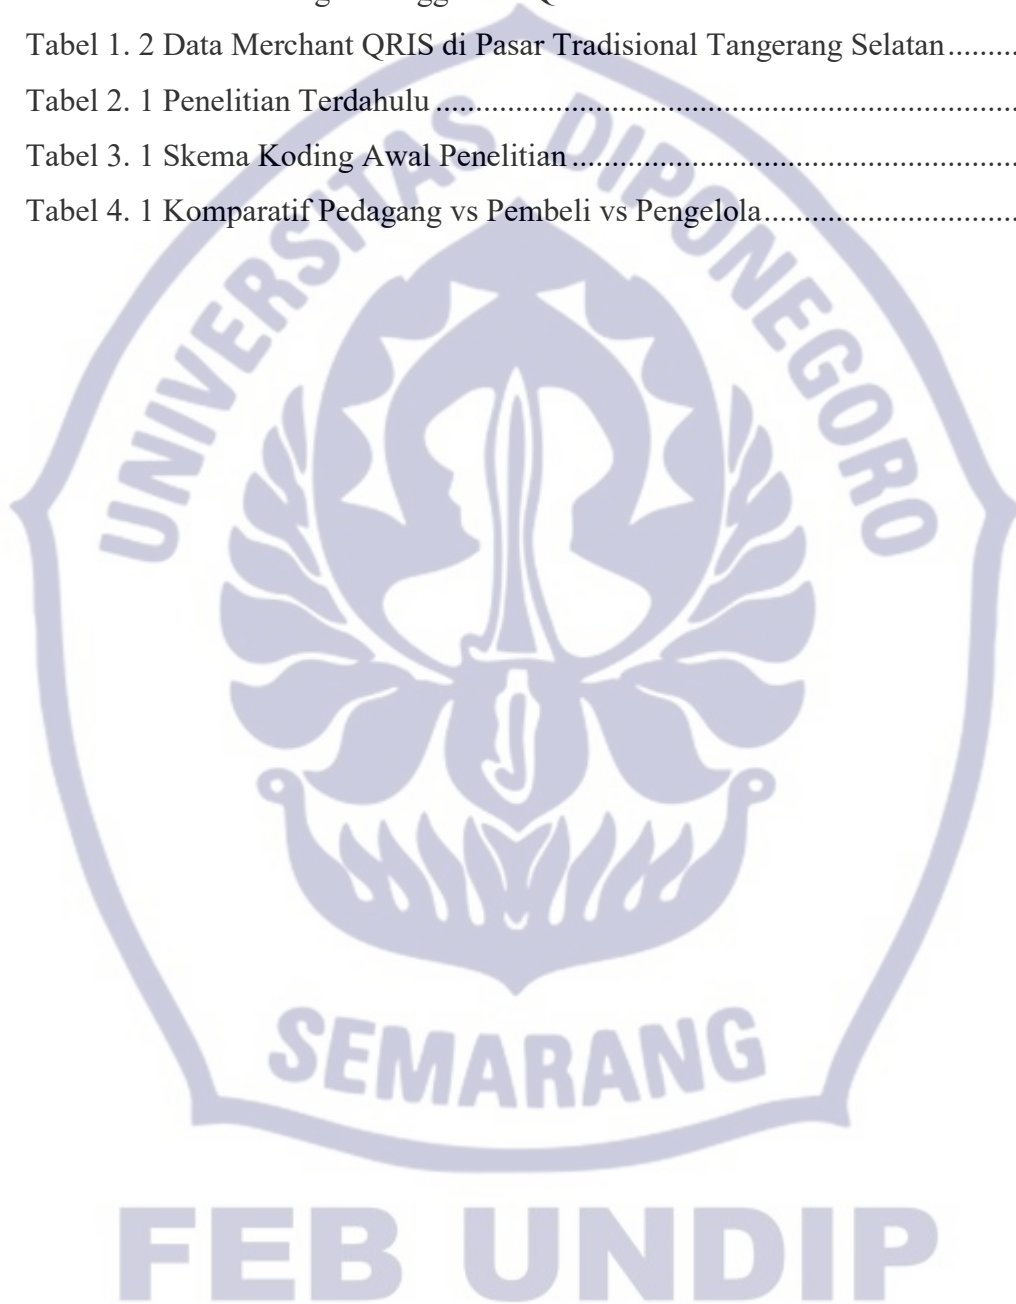 Tabel 1. 2 Data Merchant QRIS di Pasar Tradisional Tangerang Selatan.........
Tabel 2. 1 Penelitian Terdahulu.........
Tabel 3. 1 Skema Koding Awal Penelitian.........
Tabel 4. 1 Komparatif Pedagang vs Pembeli vs Pengelola.........
UNIVERSITAS DIPONEGORO
SEMARANG
FEB UNDIP